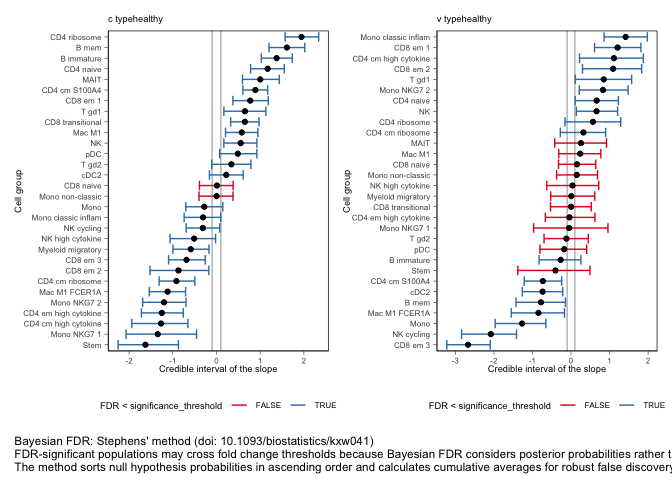 c typehealthy
CD4 ribosome
B mem
B immature
CD4 naive
MAIT
CD4 cm S100A4
CD8 em 1
T gd1
CD8 transitional
Mac M1
NK
pDC
T gd2
cDC2
CD8 naive
Mono non-classic
Mono
Mono classic inflam
NK cycling
NK high cytokine
Myeloid migratory
CD8 em 3
CD8 em 2
CD4 cm ribosome
Mac M1 FCER1A
Mono NKG7 2
CD4 em high cytokine
CD4 cm high cytokine
Mono NKG7 1
Stem
Cell group
-2 -1 0 1 2
Credible interval of the slope
FDR < significance_threshold FALSE TRUE
v typehealthy
Mono classic inflam
CD8 em 1
CD4 cm high cytokine
CD8 em 2
T gd1
Mono NKG7 2
CD4 naive
NK
CD4 ribosome
CD4 cm ribosome
MAIT
Mac M1
CD8 naive
Mono non-classic
NK high cytokine
Myeloid migratory
CD8 transitional
CD4 em high cytokine
Mono NKG7 1
T gd2
pDC
B immature
Stem
CD4 cm S100A4
cDC2
B mem
Mac M1 FCER1A
Mono
NK cycling
CD8 em 3
Cell group
-3 -2 -1 0 1 2
Credible interval of the slope
FDR < significance_threshold FALSE TRUE
Bayesian FDR: Stephens' method (doi: 10.1093/biostatistics/kxw041)
FDR-significant populations may cross fold change thresholds because Bayesian FDR considers posterior probabilities rather t
The method sorts null hypothesis probabilities in ascending order and calculates cumulative averages for robust false discovery